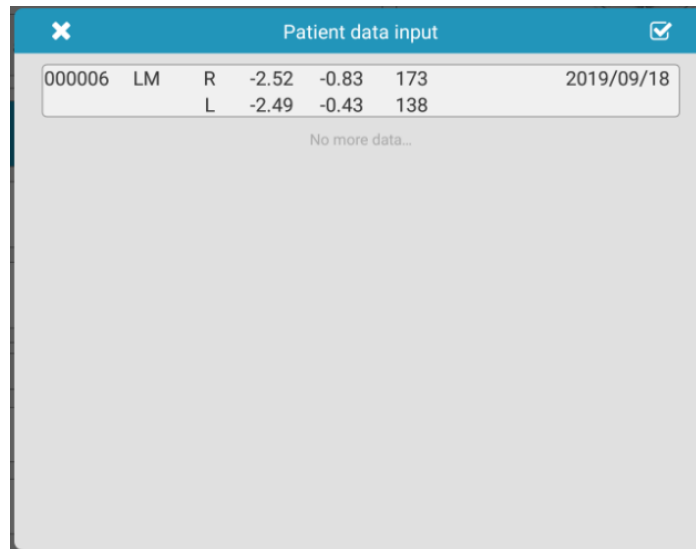 Patient data input
000006 LM R -2.52 -0.83 173 2019/09/18
L -2.49 -0.43 138
No more data...